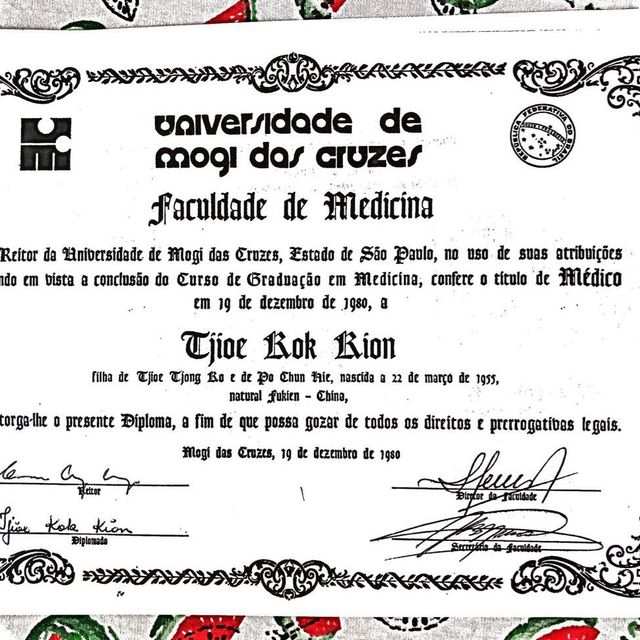 universidade de
mogi das cruzes
REPÚBLICA FEDERATIVA DO BRASIL
Faculdade de Medicina
Reitor da Universidade de Mogi das Cruzes, Estado de São Paulo, no uso de suas atribuições
ndo em vista a conclusão do Curso de Graduação em Medicina, confere o título de Médico
em 19 de dezembro de 1980, a
Tjioe Kok Kion
filha de Tjioe Tjong Ko e de Po Chun Hie, nascida a 22 de março de 1955,
natural Fukien - China,
torga-lhe o presente Diploma, a fim de que possa gozar de todos os direitos e prerrogativas legais.
Mogi das Cruzes, 19 de dezembro de 1980
Reitor
Diretor da Faculdade
Tjioe Kok Kion
Diplomado
Secretário da Faculdade